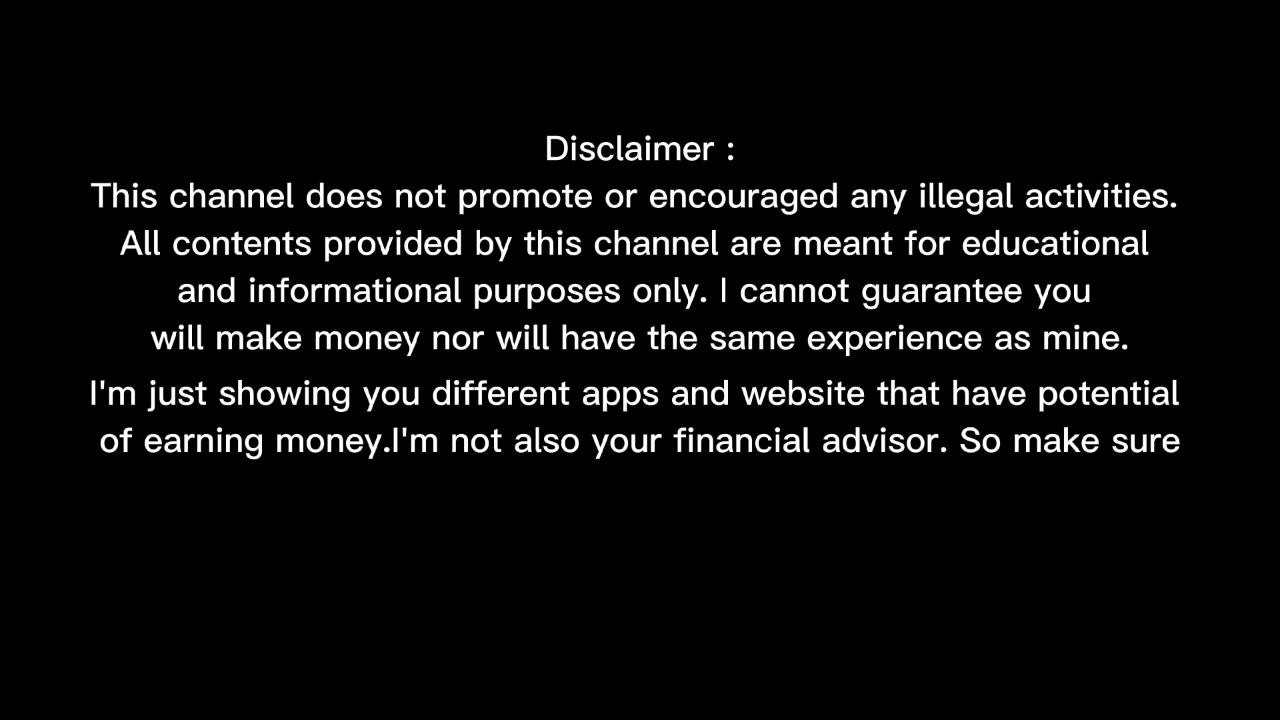 Disclaimer :
This channel does not promote or encouraged any illegal activities.
All contents provided by this channel are meant for educational
and informational purposes only. I cannot guarantee you
will make money nor will have the same experience as mine.
I'm just showing you different apps and website that have potential
of earning money.I'm not also your financial advisor. So make sure